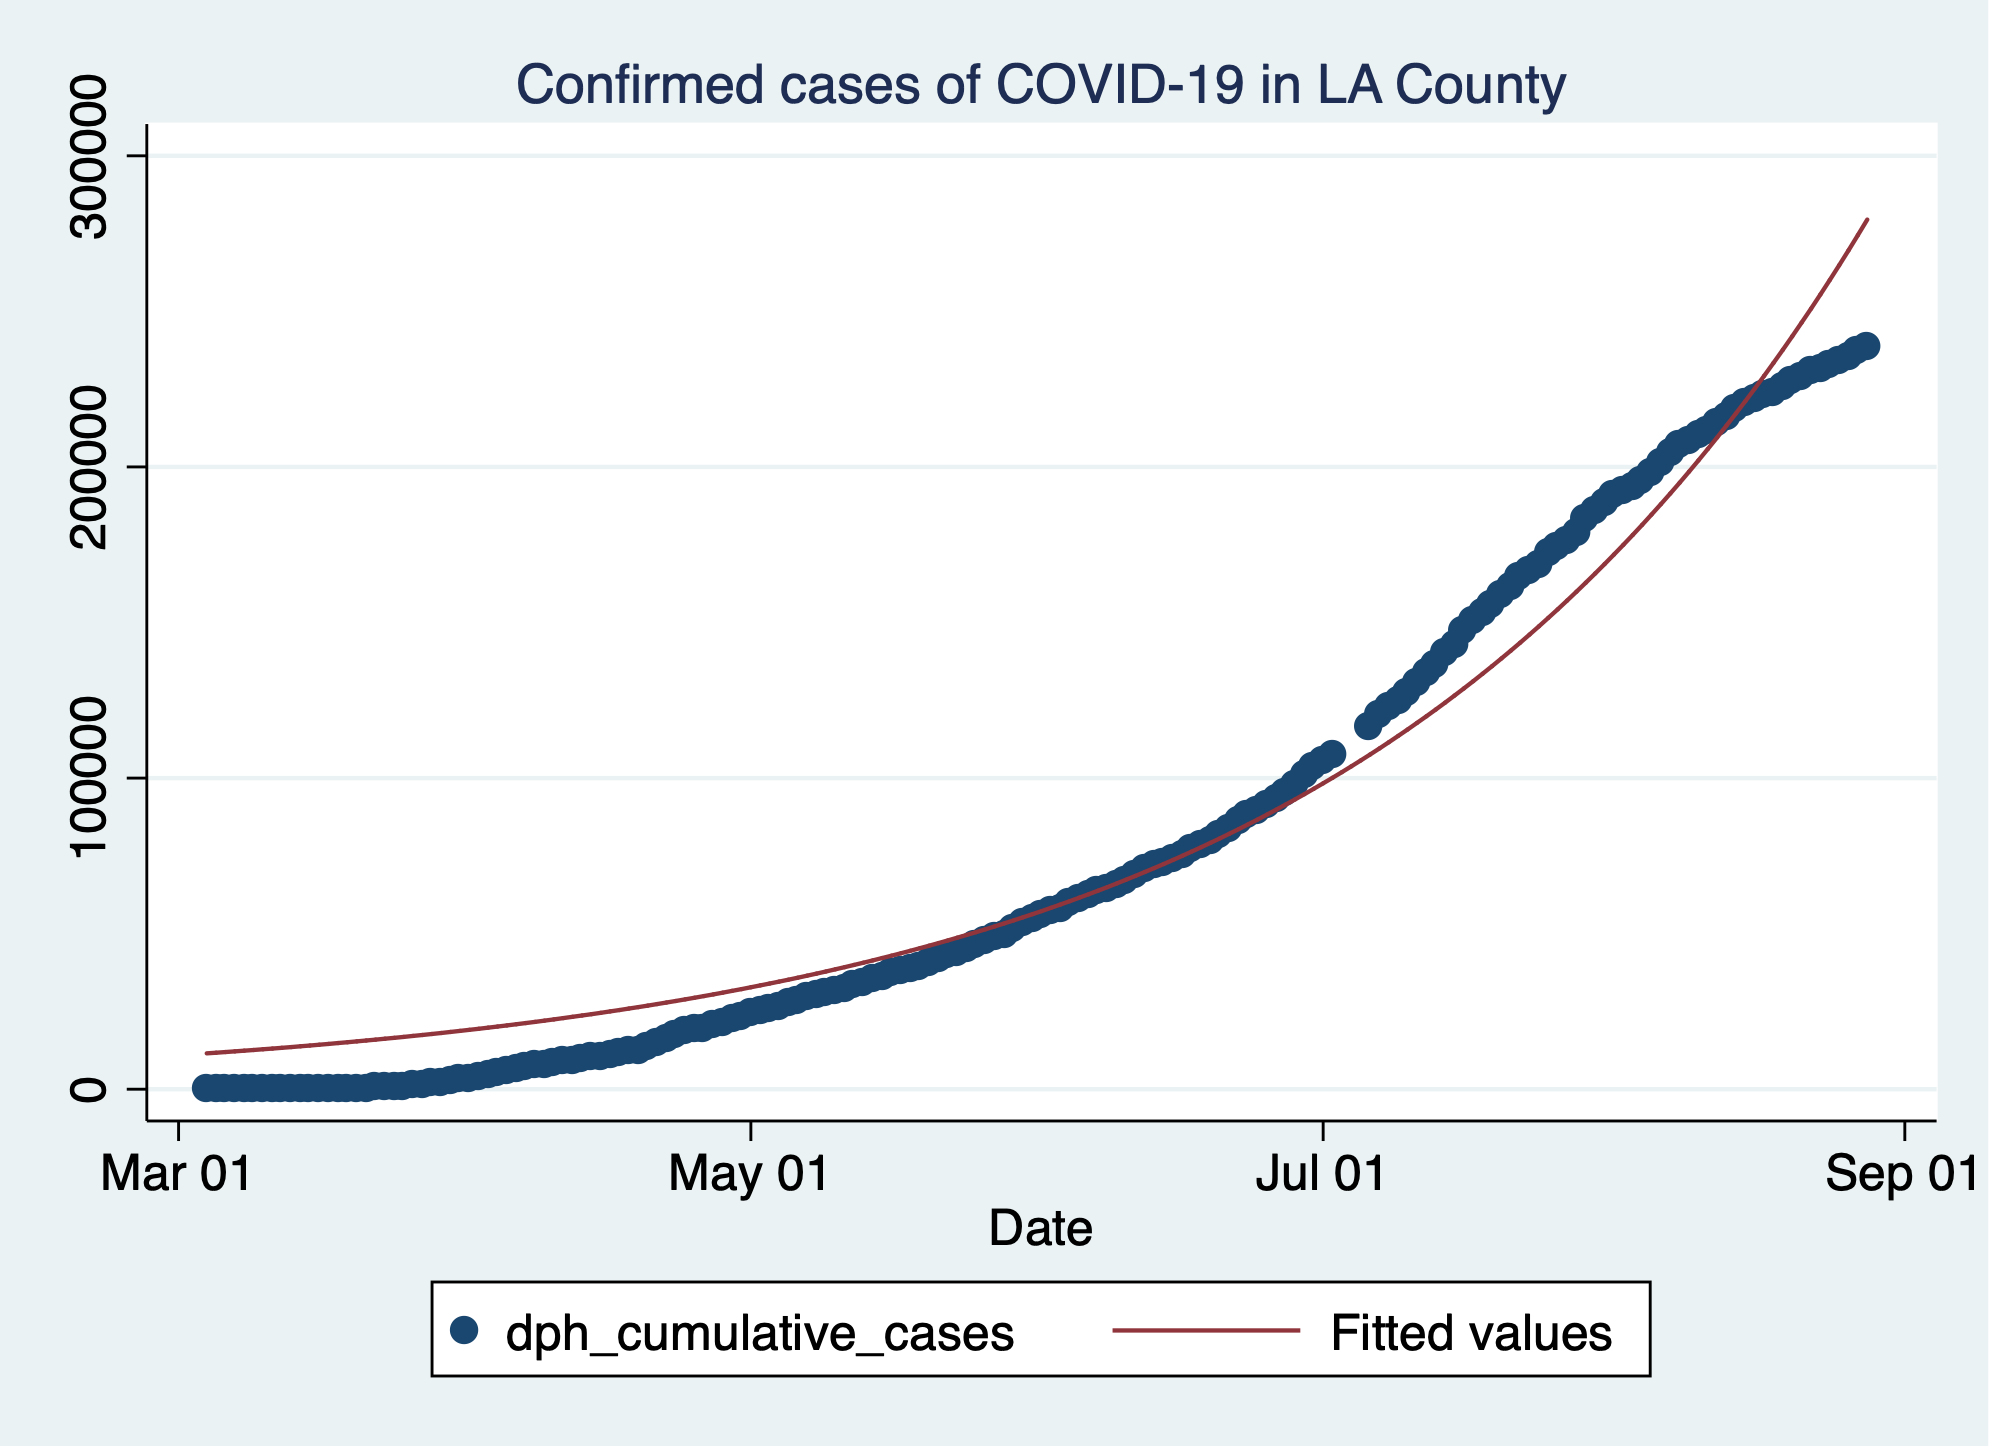 Confirmed cases of COVID-19 in LA County
300000
200000
100000
0
Mar 01 May 01 Jul 01 Sep 01
Date
dph_cumulative_cases Fitted values